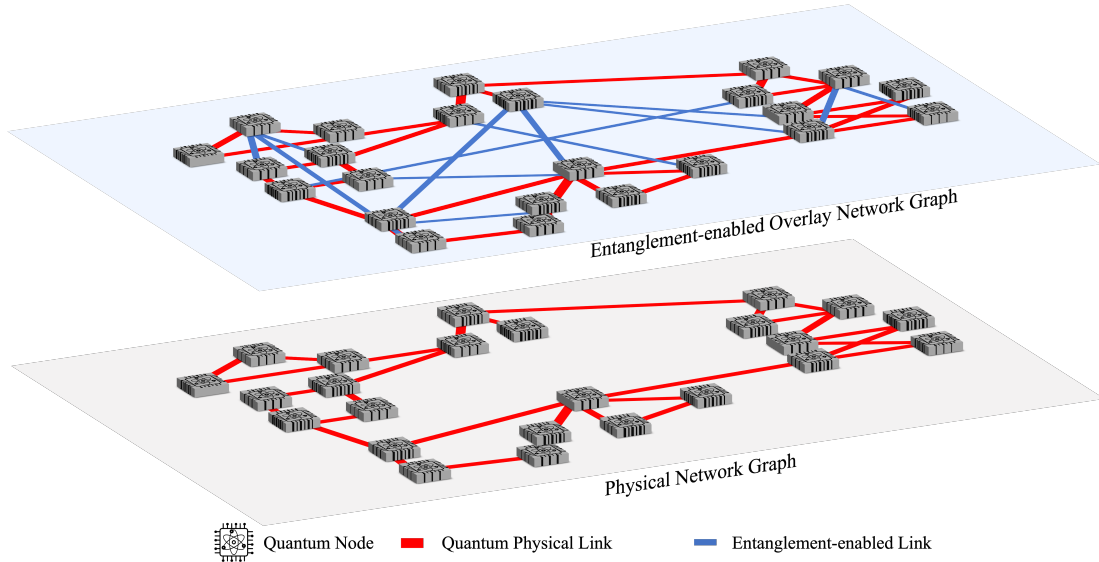 Entanglement-enabled Overlay Network Graph
Physical Network Graph
Quantum Node
Quantum Physical Link
Entanglement-enabled Link